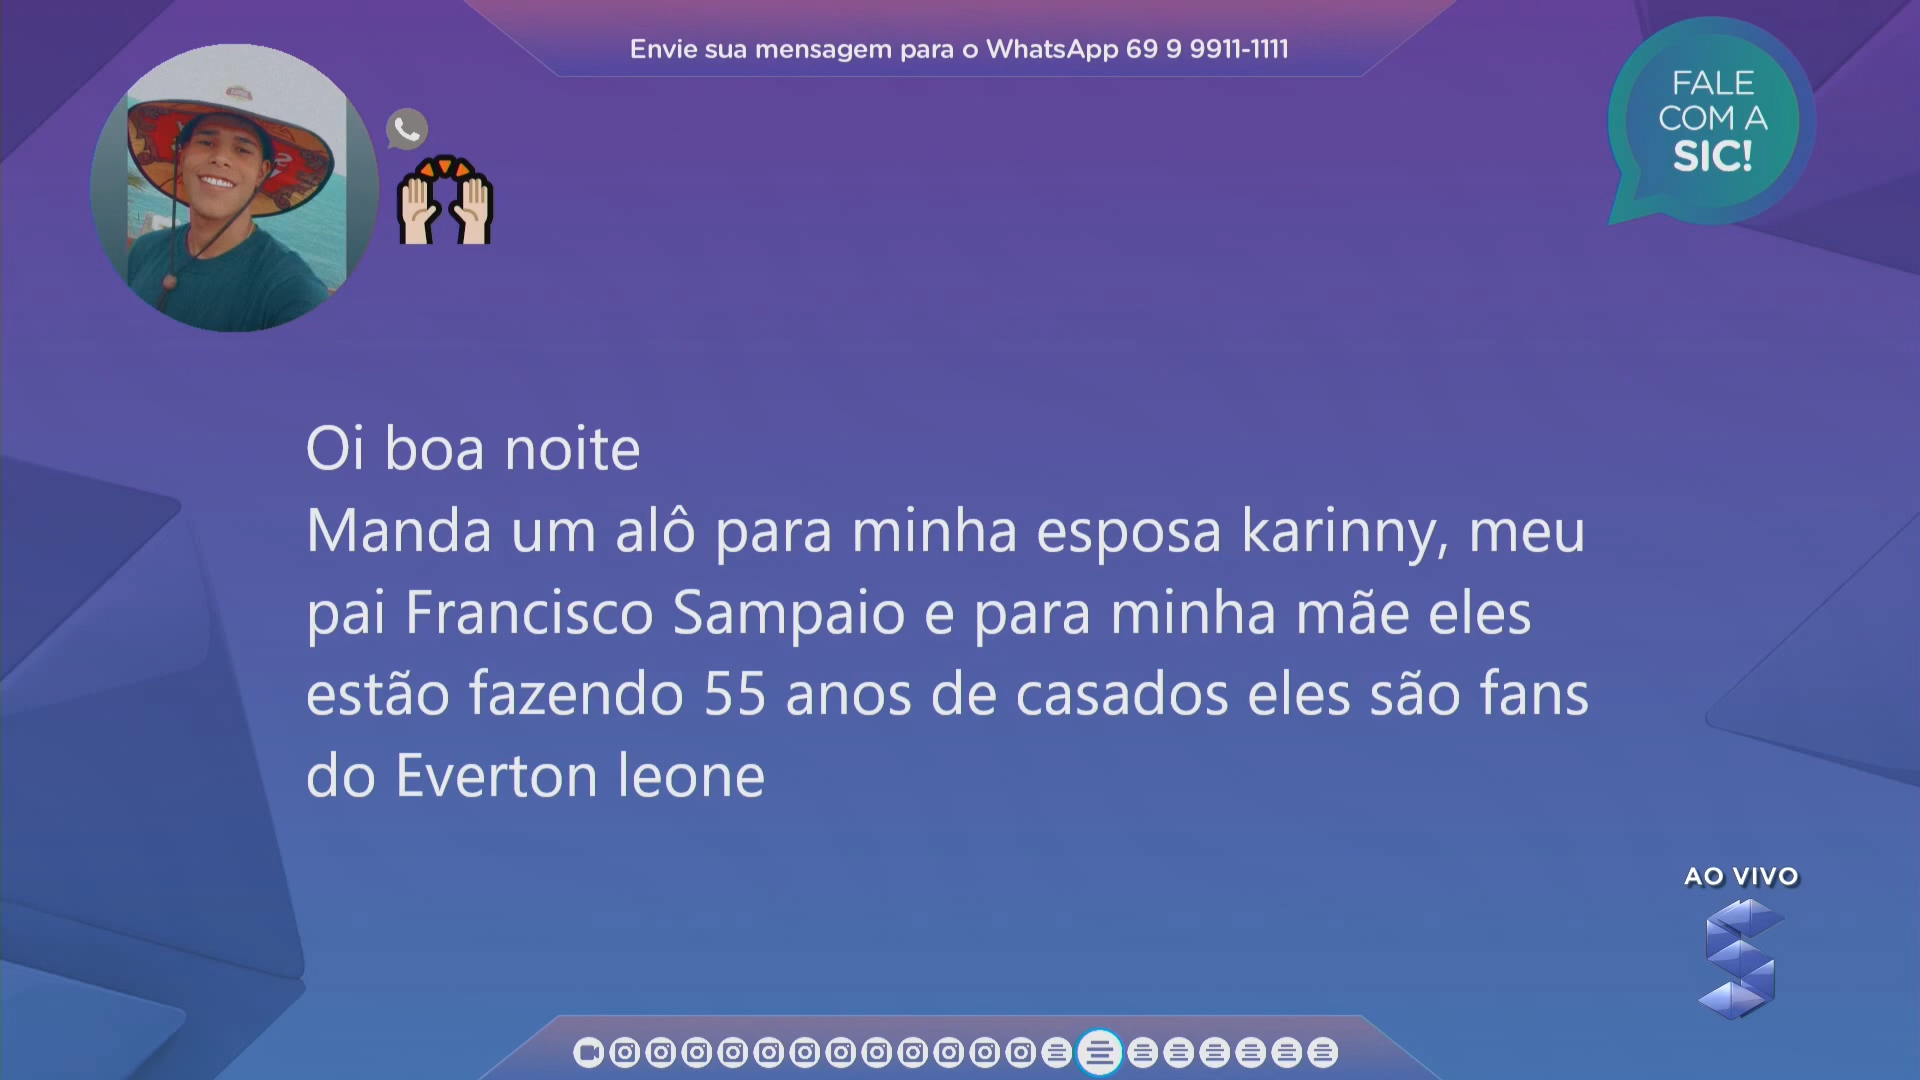 Envie sua mensagem para o WhatsApp 69 9 9911-1111
FALE
COM A
SIC!
🙌🏻
Oi boa noite
Manda um alô para minha esposa karinny, meu
pai Francisco Sampaio e para minha mãe eles
estão fazendo 55 anos de casados eles são fans
do Everton leone
AO VIVO